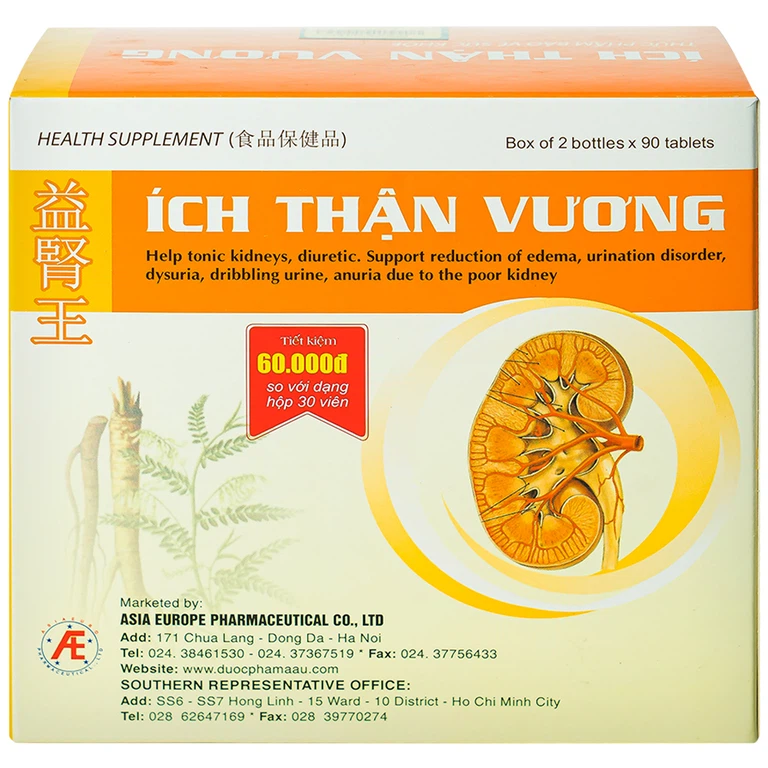 ÍCH THẬN VƯƠNG
HEALTH SUPPLEMENT (食品保健品)
Box of 2 bottles x 90 tablets
益腎王
ÍCH THẬN VƯƠNG
Help tonic kidneys, diuretic. Support reduction of edema, urination disorder,
dysuria, dribbling urine, anuria due to the poor kidney
Tiết kiệm
60.000đ
so với dạng
hộp 30 viên
Marketed by:
ASIA EUROPE PHARMACEUTICAL CO., LTD
Add: 171 Chua Lang - Dong Da - Ha Noi
Tel: 024. 38461530 - 024. 37367519 * Fax: 024. 37756433
Website: www.duocphamaau.com
SOUTHERN REPRESENTATIVE OFFICE:
Add: SS6 - SS7 Hong Linh - 15 Ward - 10 District - Ho Chi Minh City
Tel: 028 62647169 * Fax: 028 39770274
AE